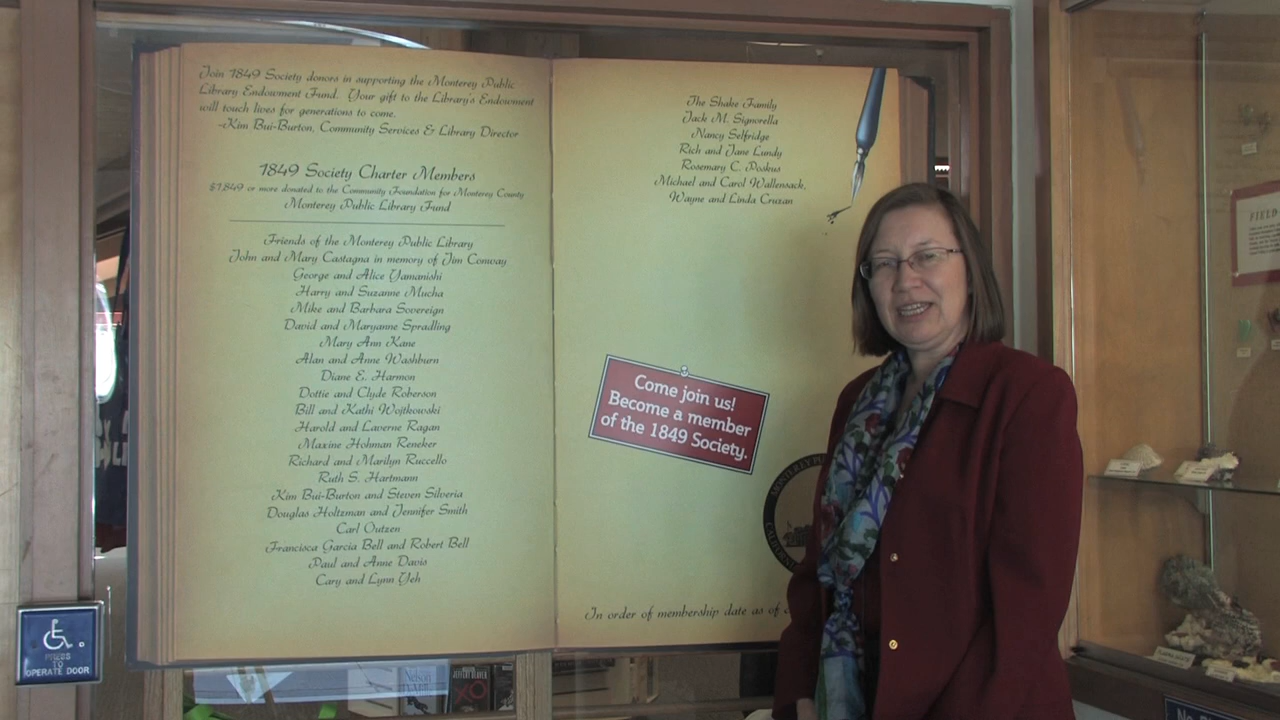 Join 1849 Society donors in supporting the Monterey Public
Library Endowment Fund. Your gift to the Library's Endowment
will touch lives for generations to come.
-Kim Bui-Burton, Community Services & Library Director
1849 Society Charter Members
$1,849 or more donated to the Community Foundation for Monterey County
Monterey Public Library Fund
Friends of the Monterey Public Library
John and Mary Castagna in memory of Jim Conway
George and Alice Yamanishi
Harry and Suzanne Mucha
Mike and Barbara Sovereign
David and Maryanne Spradling
Mary Ann Kane
Alan and Anne Washburn
Diane E. Harmon
Dottie and Clyde Roberson
Bill and Kathi Wojtkowski
Harold and Laverne Ragan
Maxine Hohman Reneker
Richard and Marilyn Ruccello
Ruth S. Hartmann
Kim Bui-Burton and Steven Silveria
Douglas Holtzman and Jennifer Smith
Carl Outzen
Francisca Garcia Bell and Robert Bell
Paul and Anne Davis
Cary and Lynn Yeh
The Shake Family
Jack M. Signorella
Nancy Selfridge
Rich and Jane Lundy
Rosemary C. Poskus
Michael and Carol Wallensack,
Wayne and Linda Cruzan
Come join us!
Become a member
of the 1849 Society.
In order of membership date as of
PRESS
TO
OPERATE DOOR
FIELD
Nelson
JEFFERY DEAVER
XO